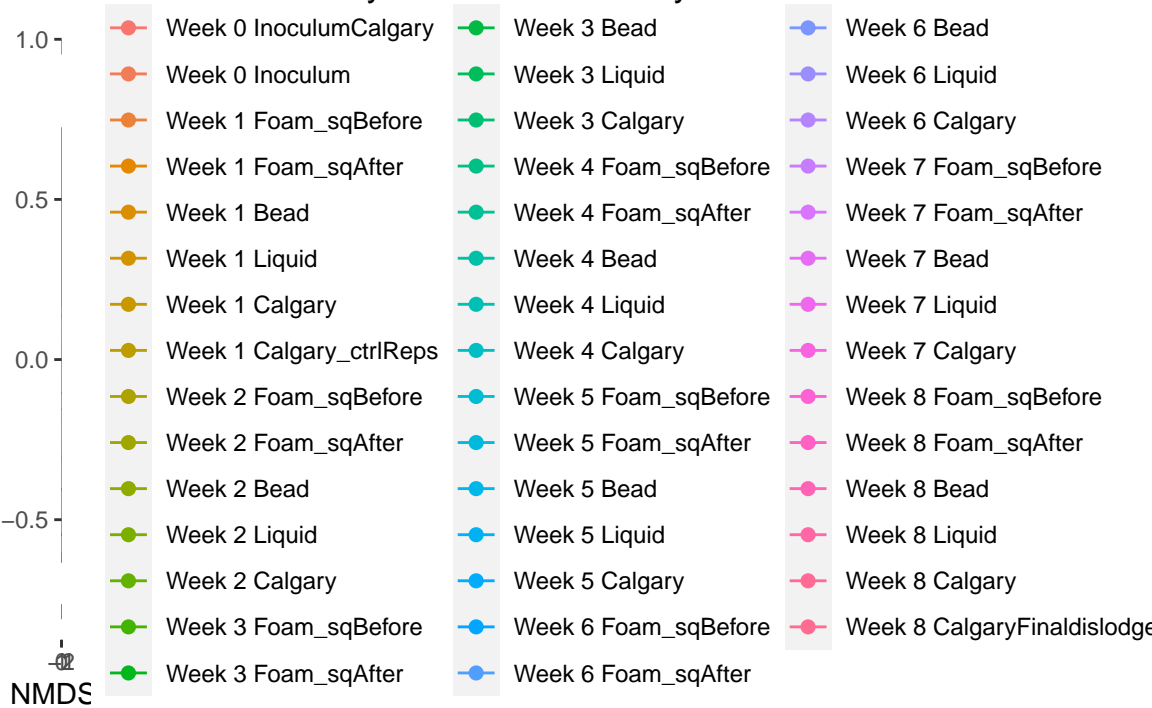 1.0
0.5
0.0
−0.5
NMDS
Week 0 InoculumCalgary
Week 0 Inoculum
Week 1 Foam_sqBefore
Week 1 Foam_sqAfter
Week 1 Bead
Week 1 Liquid
Week 1 Calgary
Week 1 Calgary_ctrlReps
Week 2 Foam_sqBefore
Week 2 Foam_sqAfter
Week 2 Bead
Week 2 Liquid
Week 2 Calgary
Week 3 Foam_sqBefore
Week 3 Foam_sqAfter
Week 3 Bead
Week 3 Liquid
Week 3 Calgary
Week 4 Foam_sqBefore
Week 4 Foam_sqAfter
Week 4 Bead
Week 4 Liquid
Week 4 Calgary
Week 5 Foam_sqBefore
Week 5 Foam_sqAfter
Week 5 Bead
Week 5 Liquid
Week 5 Calgary
Week 6 Foam_sqBefore
Week 6 Foam_sqAfter
Week 6 Bead
Week 6 Liquid
Week 6 Calgary
Week 7 Foam_sqBefore
Week 7 Foam_sqAfter
Week 7 Bead
Week 7 Liquid
Week 7 Calgary
Week 8 Foam_sqBefore
Week 8 Foam_sqAfter
Week 8 Bead
Week 8 Liquid
Week 8 Calgary
Week 8 CalgaryFinaldislodge